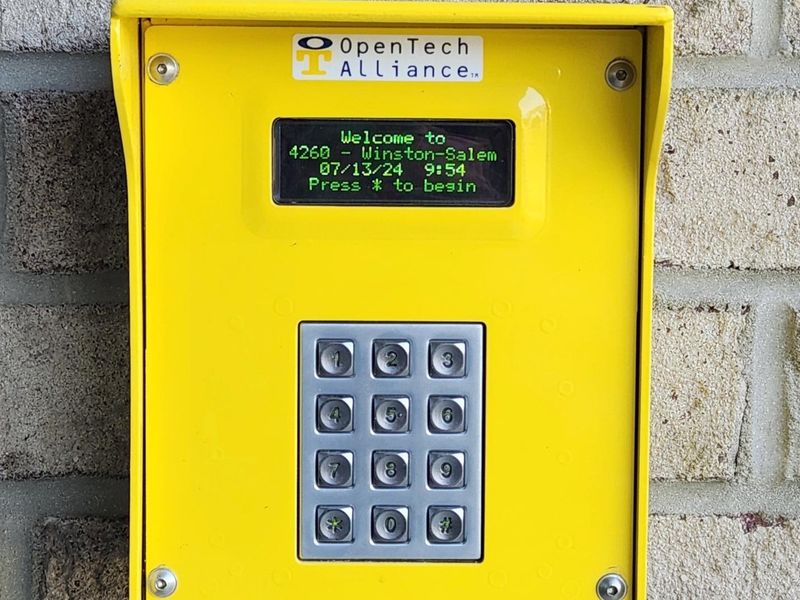 OpenTech
Alliance™
Welcome to
4260 - Winston-Salem
07/13/24 9:54
Press * to begin
1 2 3
4 5 6
7 8 9
* 0 #